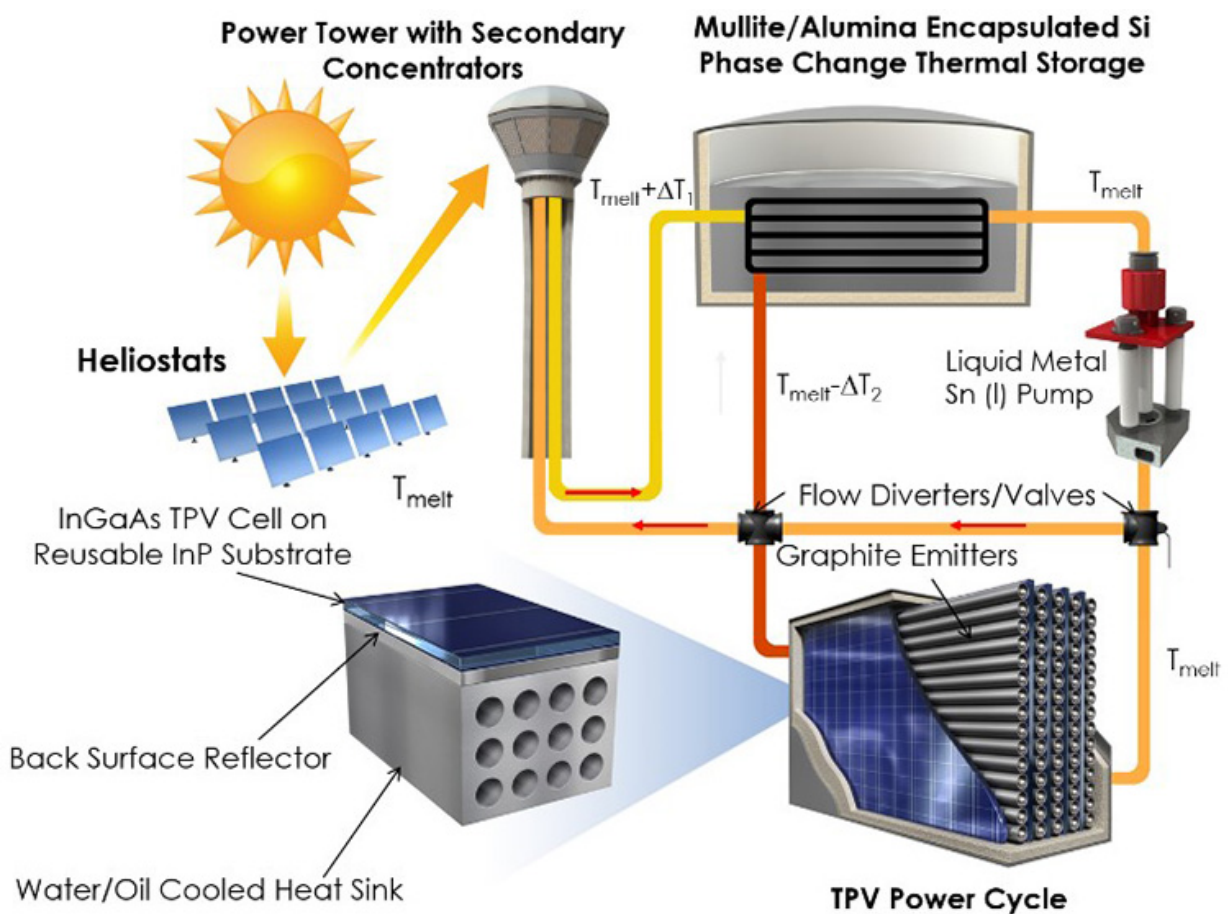 Power Tower with Secondary
Concentrators
Mullite/Alumina Encapsulated Si
Phase Change Thermal Storage
Tmelt+ΔT1
Tmelt
Heliostats
Liquid Metal
Sn (l) Pump
Tmelt-ΔT2
Tmelt
Flow Diverters/Valves
InGaAs TPV Cell on
Reusable InP Substrate
Graphite Emitters
Tmelt
Back Surface Reflector
Water/Oil Cooled Heat Sink
TPV Power Cycle